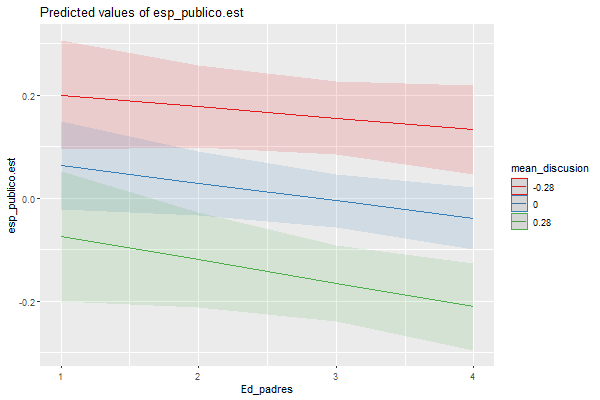 Predicted values of esp_publico.est
esp_publico.est
0.2
0.0
-0.2
1
2
3
4
Ed_padres
mean_discusion
-0.28
0
0.28